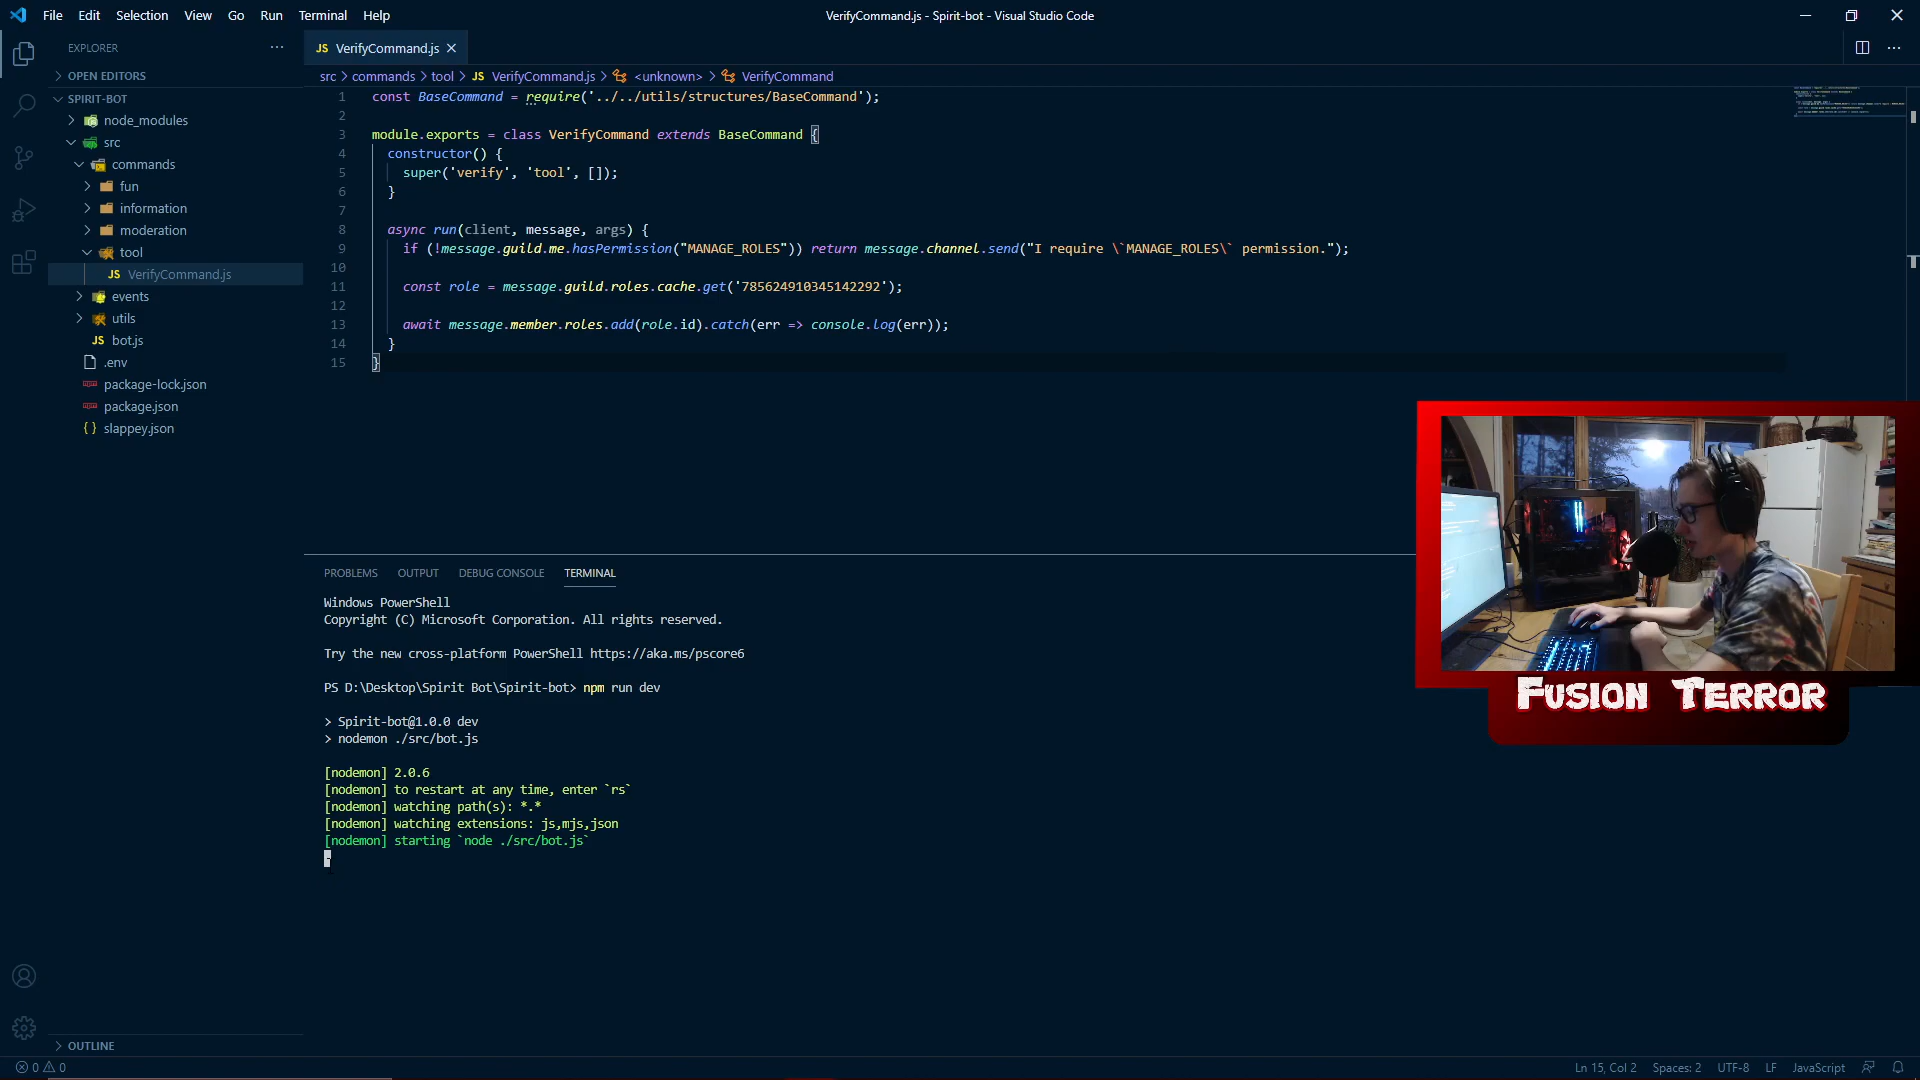 File Edit Selection View Go Run Terminal Help
VerifyCommand.js - Spirit-bot - Visual Studio Code
EXPLORER
OPEN EDITORS
SPIRIT-BOT
node_modules
src
commands
fun
information
moderation
tool
JS VerifyCommand.js
events
utils
JS bot.js
.env
package-lock.json
package.json
{} slappey.json
OUTLINE
JS VerifyCommand.js
src > commands > tool > JS VerifyCommand.js > <unknown> > VerifyCommand
1 const BaseCommand = require('../../utils/structures/BaseCommand');
2
3 module.exports = class VerifyCommand extends BaseCommand {
4 constructor() {
5 super('verify', 'tool', []);
6 }
7
8 async run(client, message, args) {
9 if (!message.guild.me.hasPermission("MANAGE_ROLES")) return message.channel.send("I require \`MANAGE_ROLES\` permission.");
10
11 const role = message.guild.roles.cache.get('785624910345142292');
12
13 await message.member.roles.add(role.id).catch(err => console.log(err));
14 }
15 }
PROBLEMS OUTPUT DEBUG CONSOLE TERMINAL
Windows PowerShell
Copyright (C) Microsoft Corporation. All rights reserved.
Try the new cross-platform PowerShell https://aka.ms/pscore6
PS D:\Desktop\Spirit Bot\Spirit-bot> npm run dev
> Spirit-bot@1.0.0 dev
> nodemon ./src/bot.js
[nodemon] 2.0.6
[nodemon] to restart at any time, enter `rs`
[nodemon] watching path(s): *.*
[nodemon] watching extensions: js,mjs,json
[nodemon] starting `node ./src/bot.js`
Fusion Terror
0 0
Ln 15, Col 2 Spaces: 2 UTF-8 LF JavaScript